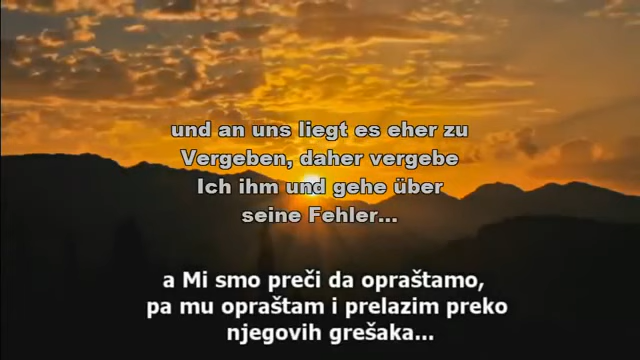 und an uns liegt es eher zu
Vergeben, daher vergebe
Ich ihm und gehe über
seine Fehler...
a Mi smo preči da opraštamo,
pa mu opraštam i prelazim preko
njegovih grešaka...